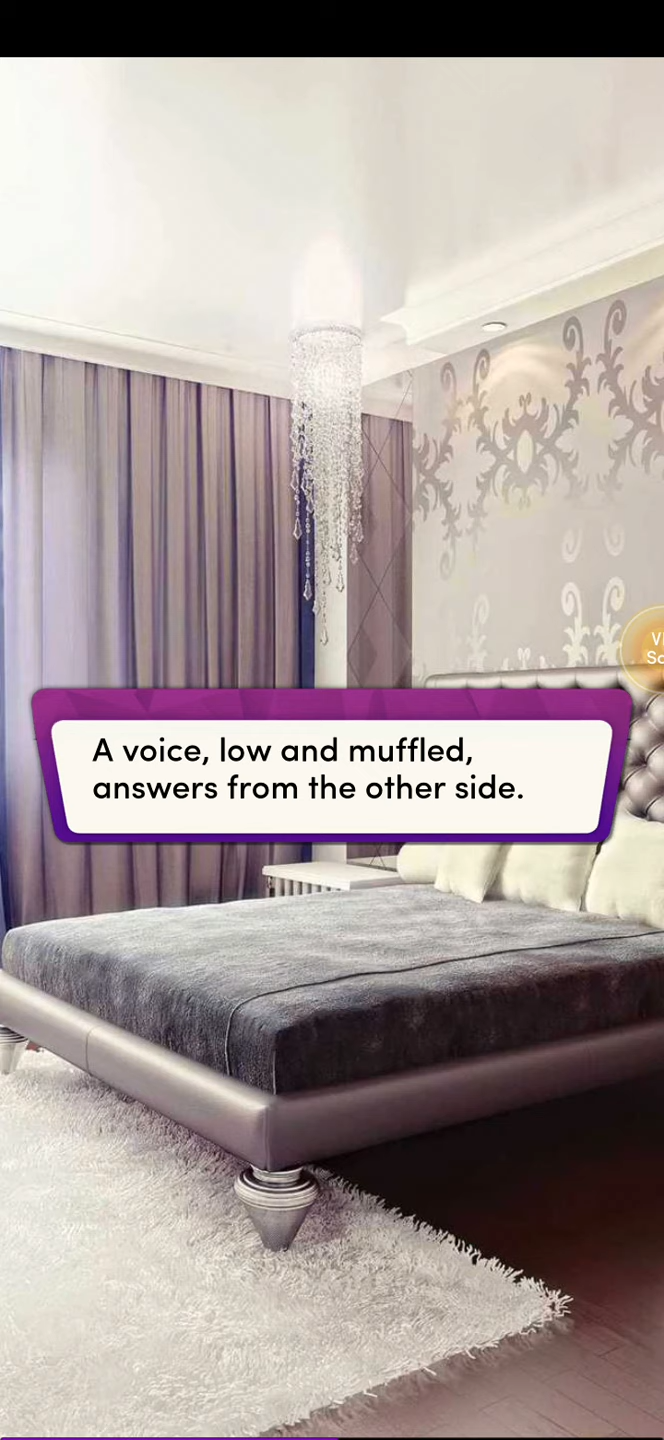 A voice, low and muffled,
answers from the other side.